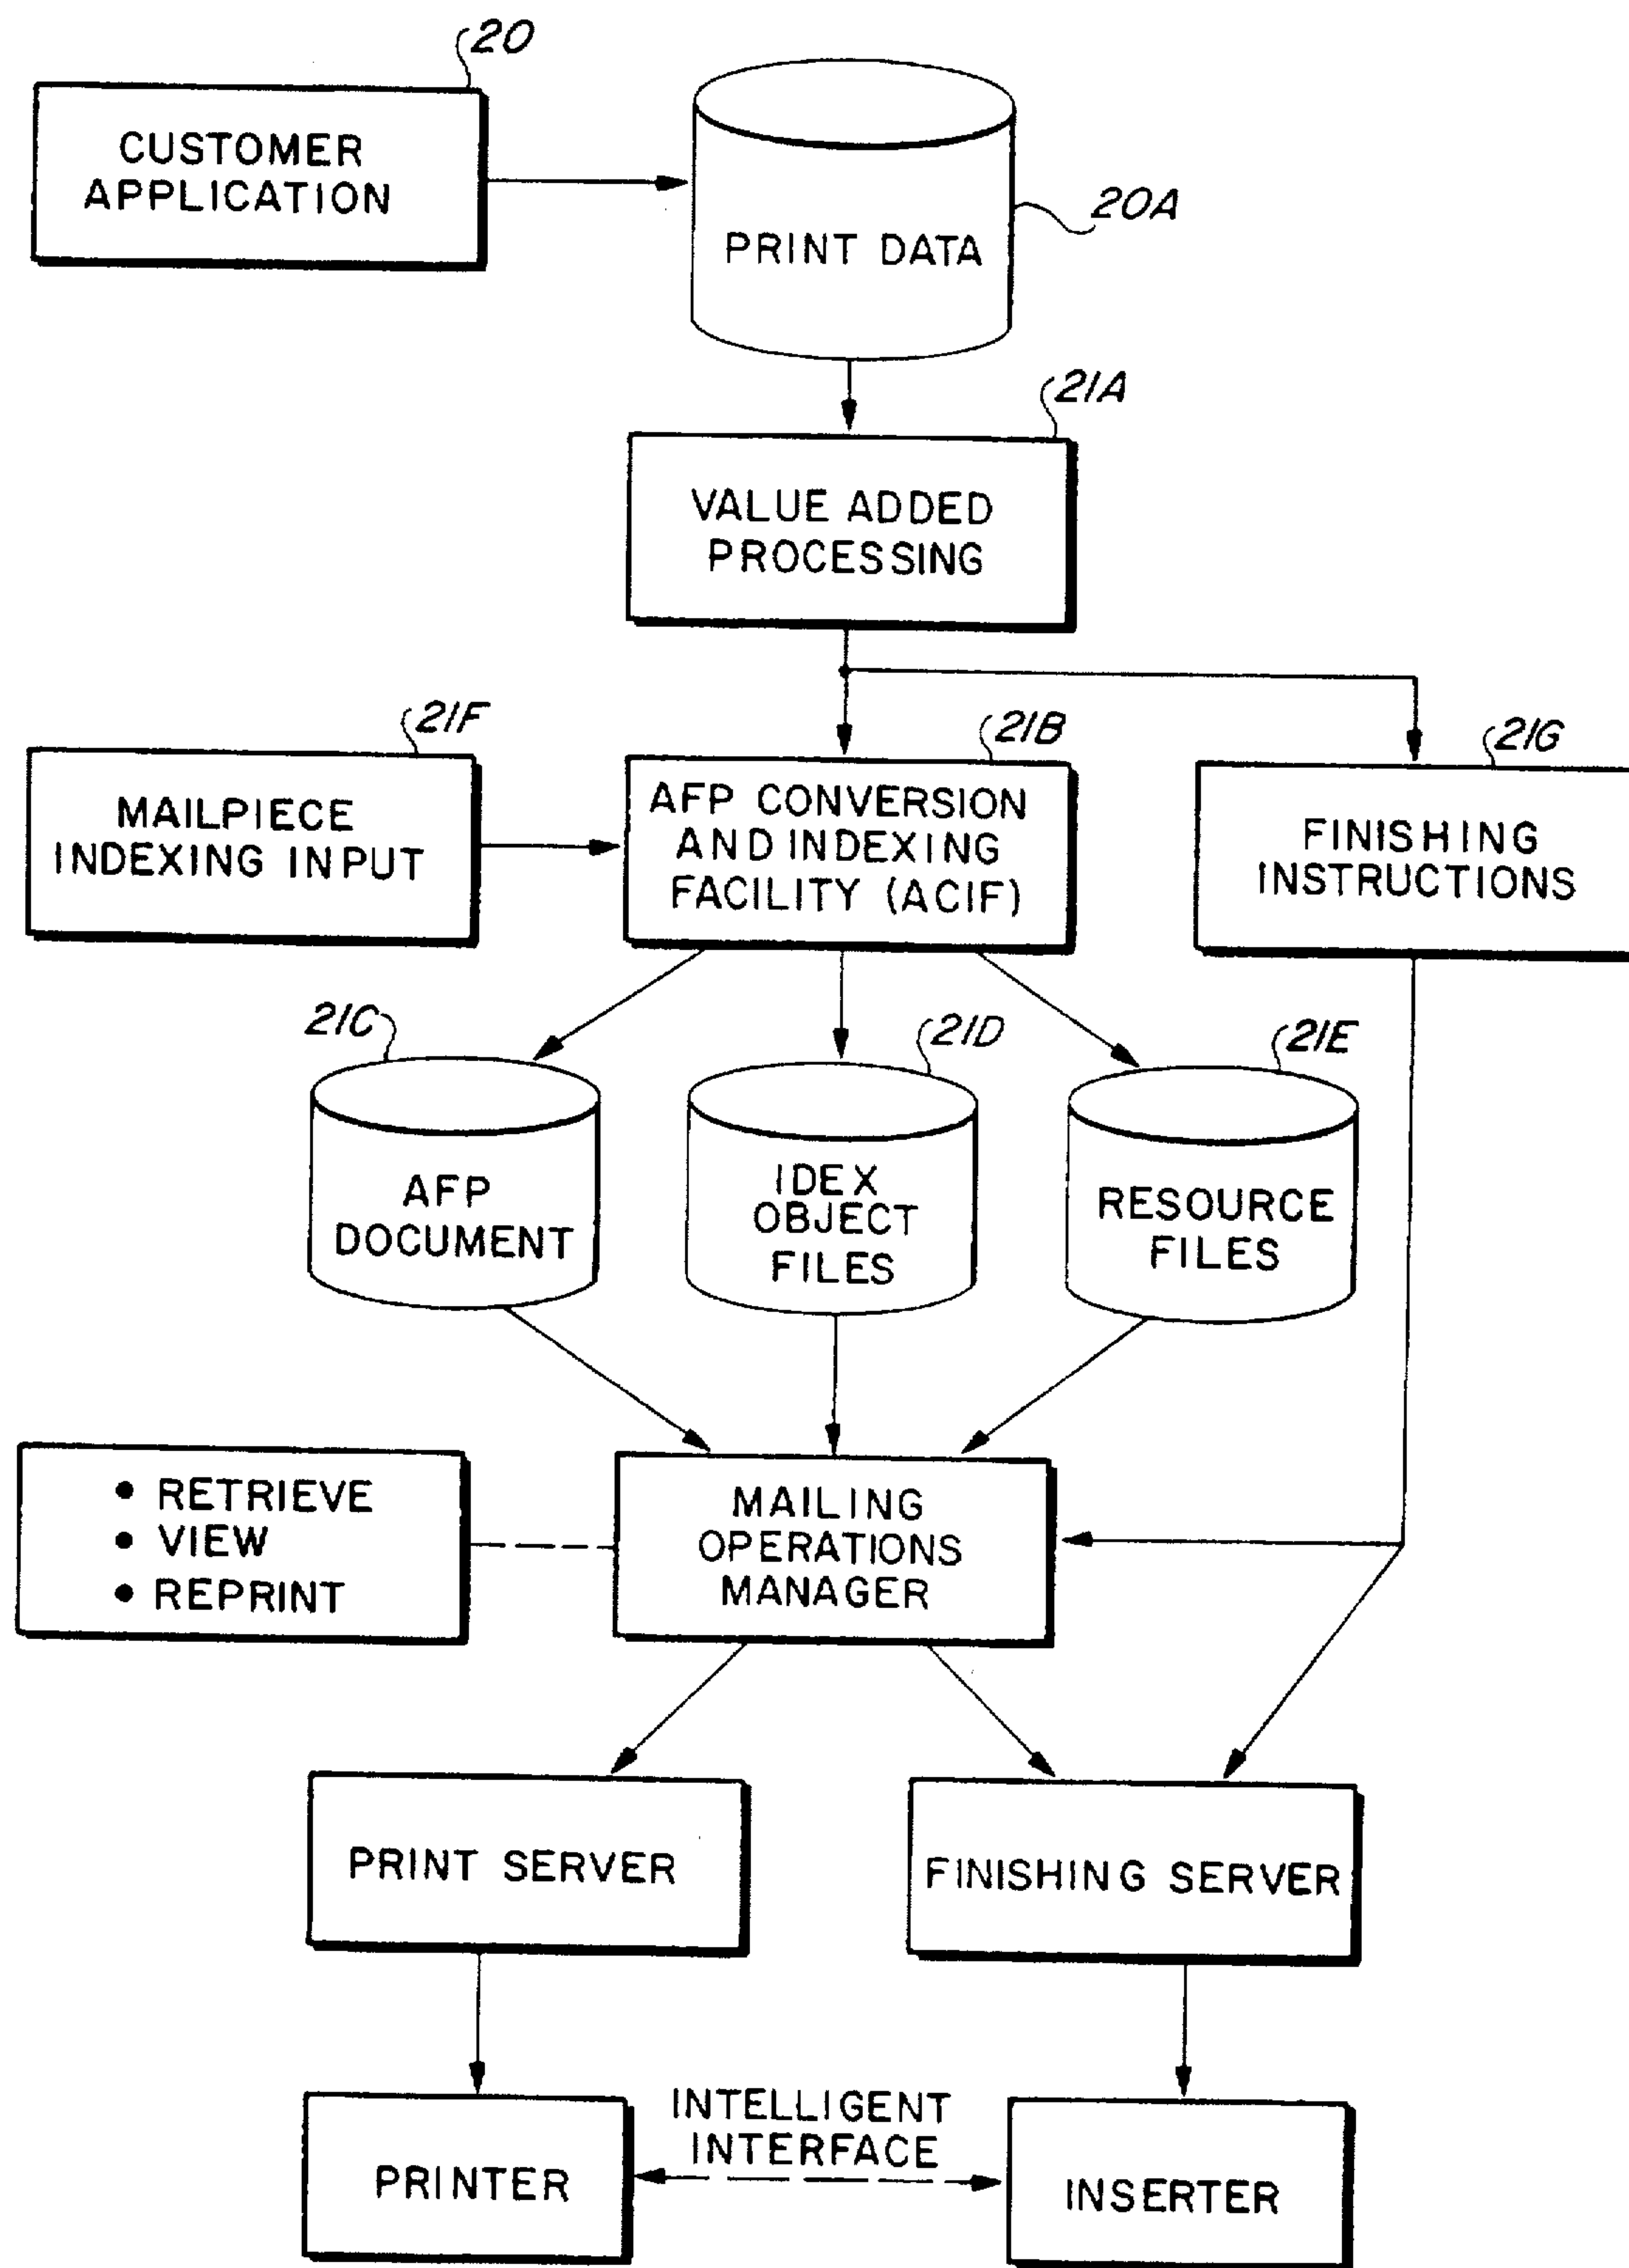 20
CUSTOMER
APPLICATION
20A
PRINT DATA
21A
VALUE ADDED
PROCESSING
21F
MAILPIECE
INDEXING INPUT
21B
AFP CONVERSION
AND INDEXING
FACILITY (ACIF)
21G
FINISHING
INSTRUCTIONS
21C
AFP
DOCUMENT
21D
IDEX
OBJECT
FILES
21E
RESOURCE
FILES
• RETRIEVE
• VIEW
• REPRINT
MAILING
OPERATIONS
MANAGER
PRINT SERVER
FINISHING SERVER
PRINTER
INTELLIGENT
INTERFACE
INSERTER